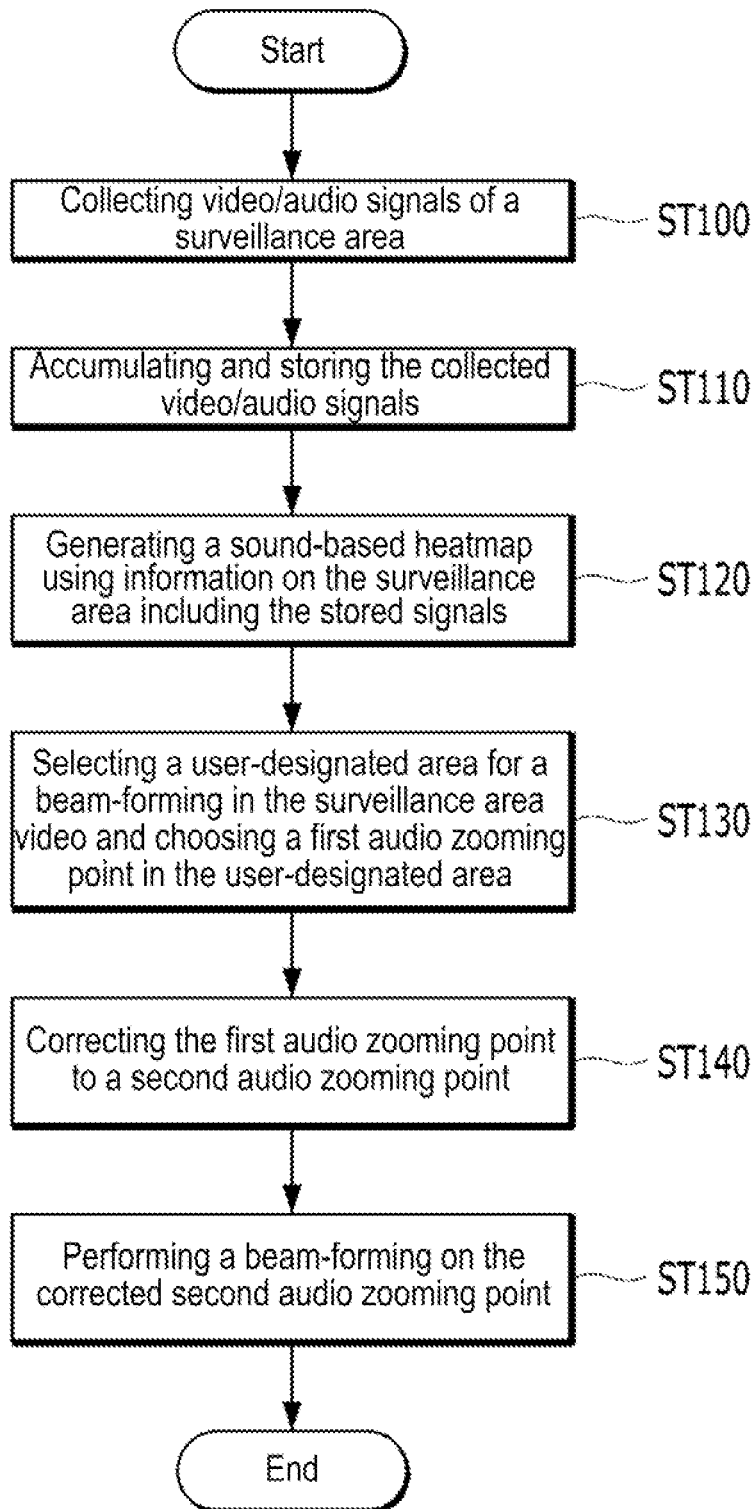 Start
Collecting video/audio signals of a
surveillance area
ST100
Accumulating and storing the collected
video/audio signals
ST110
Generating a sound-based heatmap
using information on the surveillance
area including the stored signals
ST120
Selecting a user-designated area for a
beam-forming in the surveillance area
video and choosing a first audio zooming
point in the user-designated area
ST130
Correcting the first audio zooming point
to a second audio zooming point
ST140
Performing a beam-forming on the
corrected second audio zooming point
ST150
End